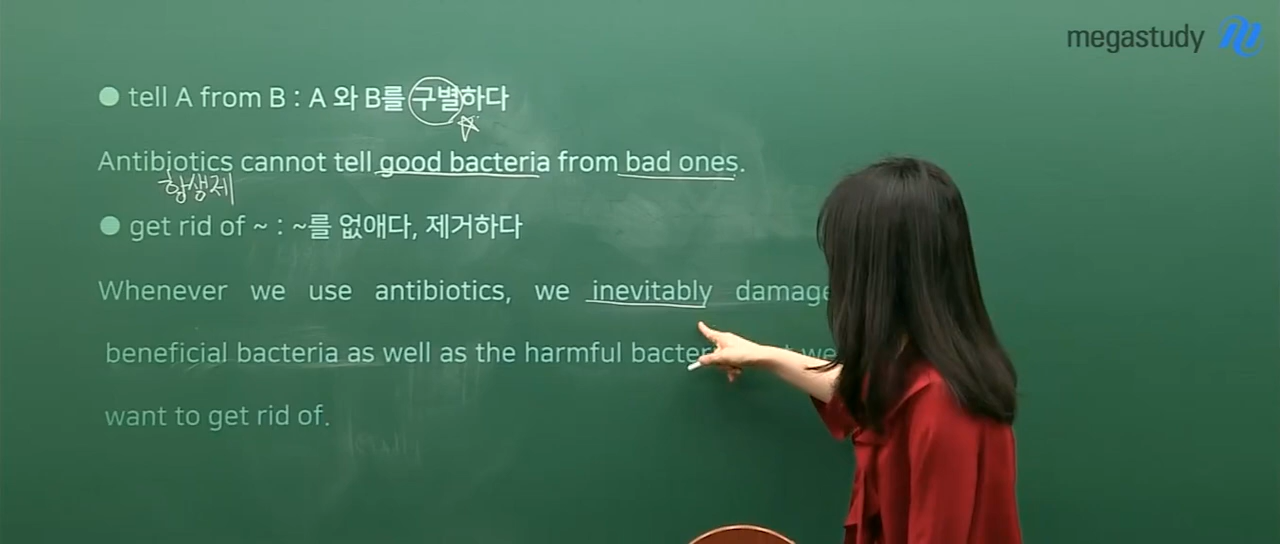 megastudy
● tell A from B : A 와 B를 구별하다
Antibiotics cannot tell good bacteria from bad ones.
항생제
● get rid of ~ : ~를 없애다, 제거하다
Whenever we use antibiotics, we inevitably damage
beneficial bacteria as well as the harmful we
want to get rid of.